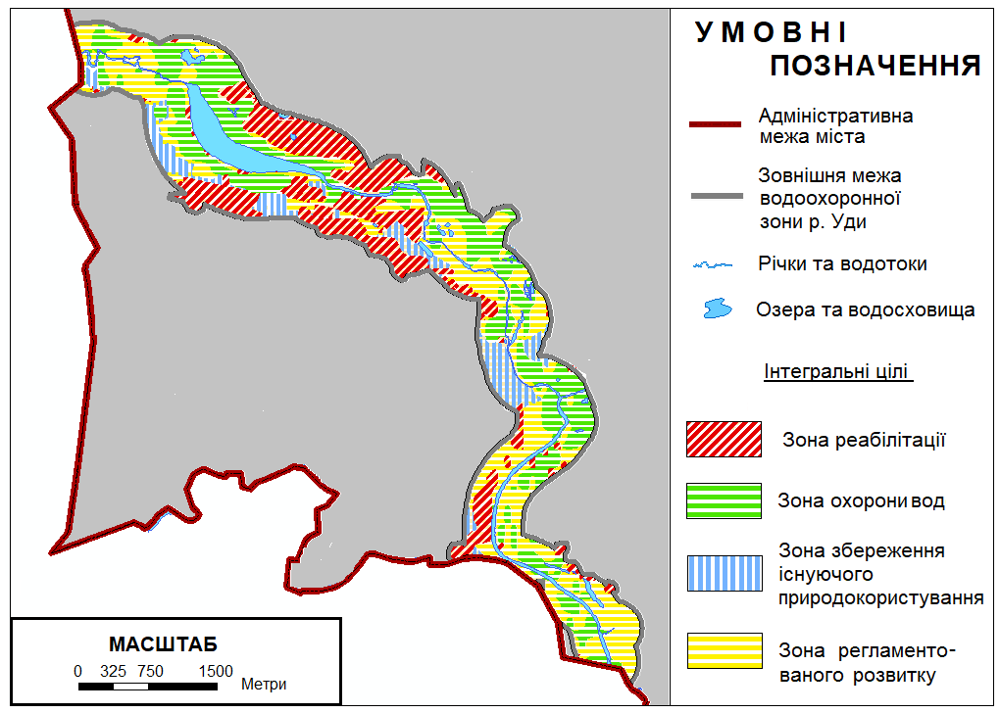 УМОВНІ
ПОЗНАЧЕННЯ
Адміністративна
межа міста
Зовнішня межа
водоохоронної
зони р. Уди
Річки та водотоки
Озера та водосховища
Інтегральні цілі
Зона реабілітації
Зона охорони вод
Зона збереження
існуючого
природокористування
Зона регламенто-
ваного розвитку
МАСШТАБ
0 325 750 1500
Метри